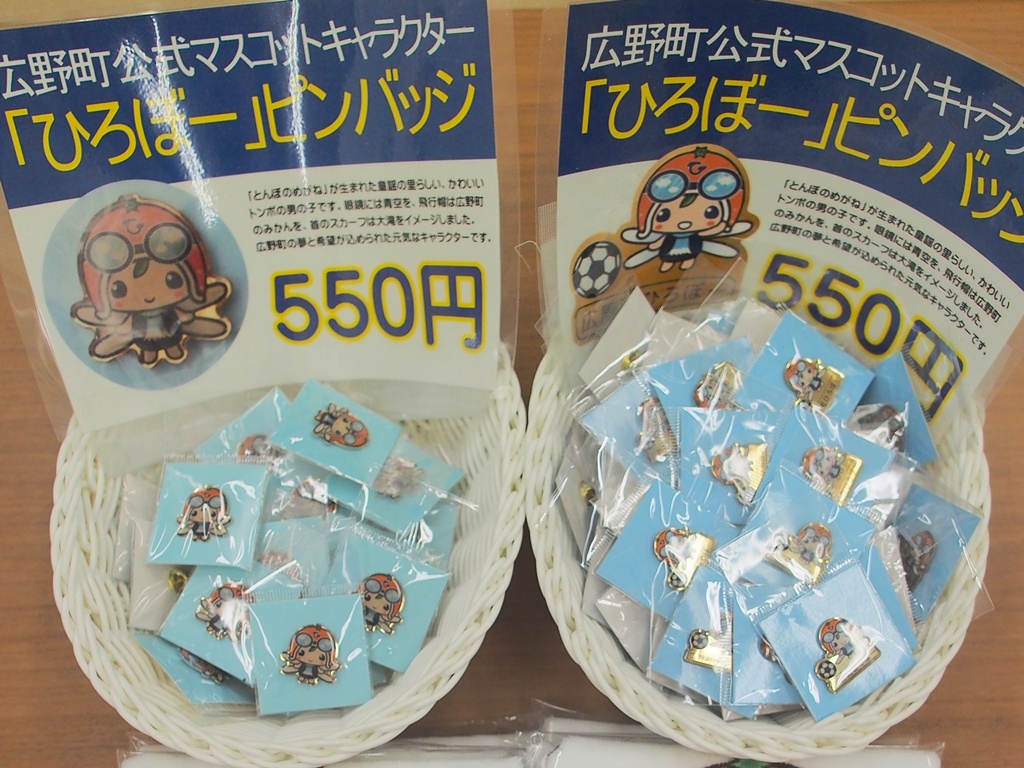 広野町公式マスコットキャラクター
「ひろぼー」ピンバッジ
「とんぼのめがね」が生まれた童謡の里らしい、かわいい
トンボの男の子です。眼鏡には青空を、飛行帽は広野町
のみかんを、首のスカーフは大滝をイメージしました。
広野町の夢と希望が込められた元気なキャラクターです。
550円
広野町公式マスコットキャラク
「ひろぼー」ピンバッジ
「とんぼのめがね」が生まれた童謡の里らしい、かわいい
トンボの男の子です。眼鏡には青空を、飛行帽は広野町
のみかんを、首のスカーフは大滝をイメージしました。
広野町の夢と希望が込められた元気なキャラクターです。
ひろぼー
550円